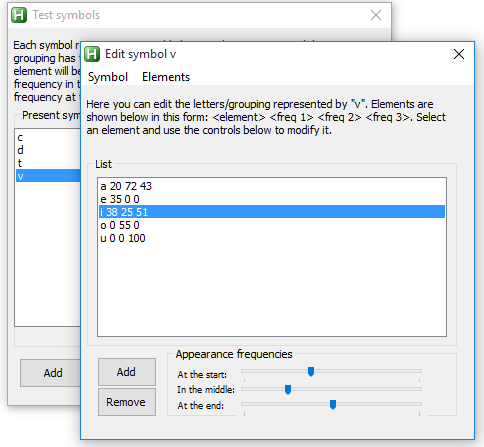 Test symbols
Each symbol
grouping has
element will be
frequency in t
frequency at t
Present sym
c
d
t
v
Add
Edit symbol v
Symbol Elements
Here you can edit the letters/grouping represented by "v". Elements are
shown below in this form: <element> <freq 1> <freq 2> <freq 3>. Select
an element and use the controls below to modify it.
List
a 20 72 43
e 35 0 0
i 38 25 51
o 0 55 0
u 0 0 100
Add
Remove
Appearance frequencies
At the start:
In the middle:
At the end: